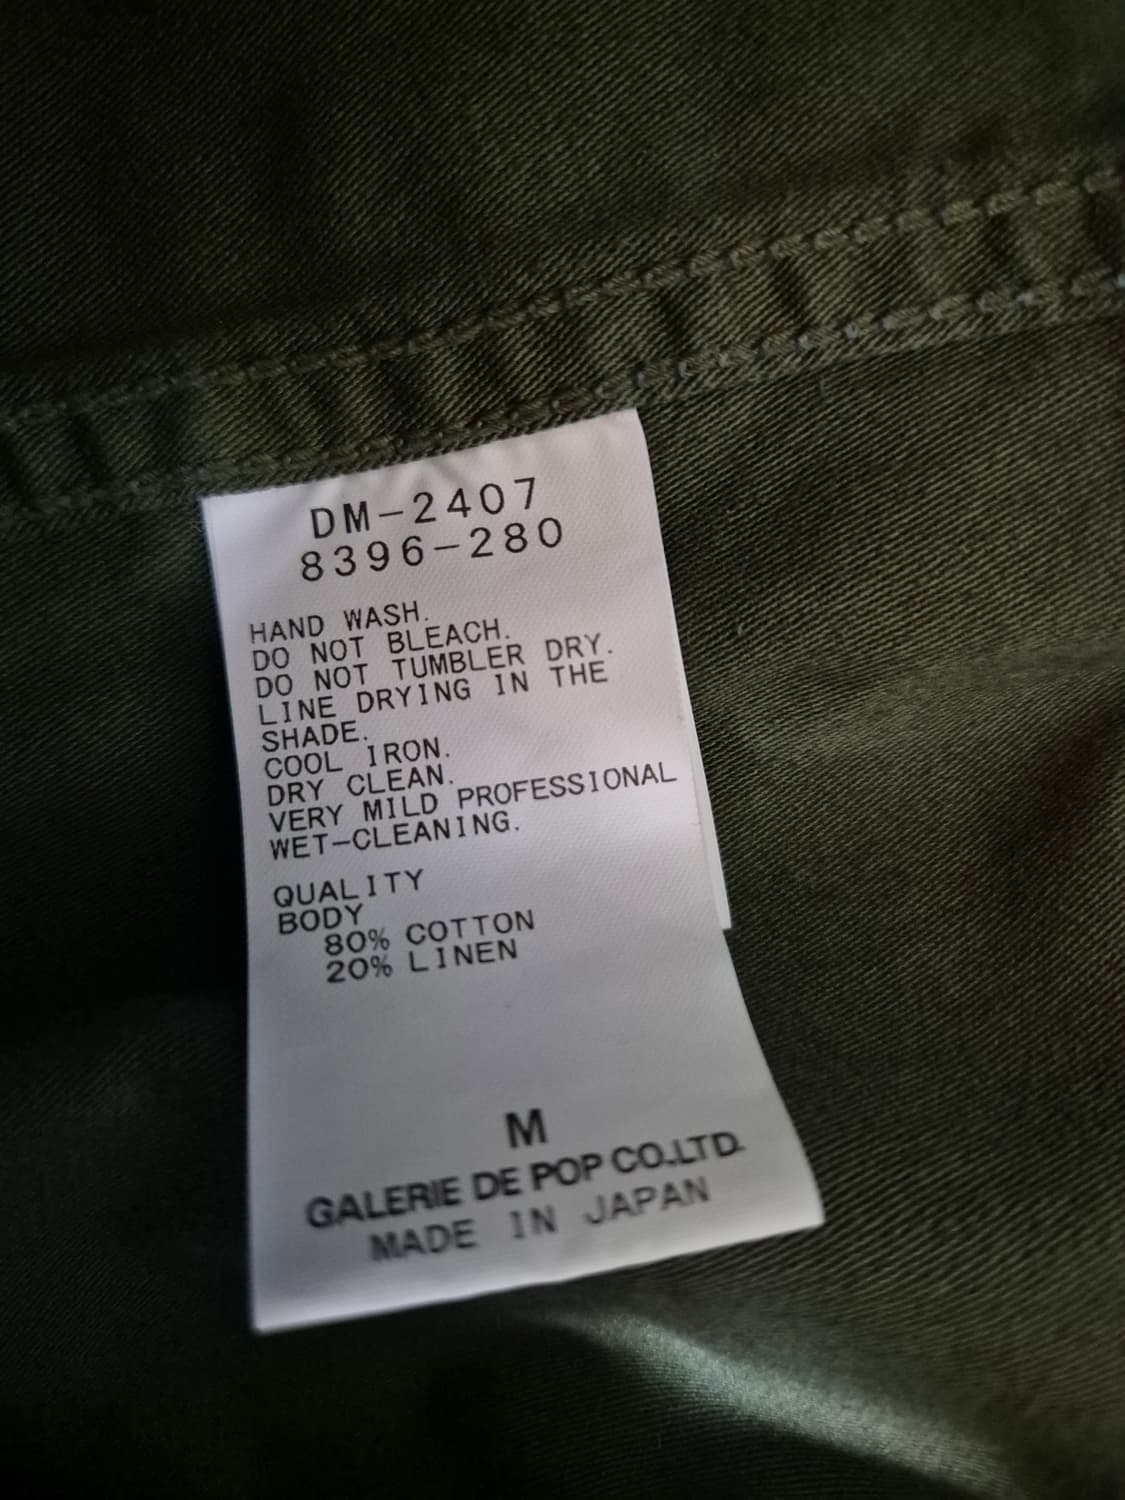 DM-2407
8396-280
HAND WASH.
DO NOT BLEACH.
DO NOT TUMBLER DRY.
LINE DRYING IN THE
SHADE.
COOL IRON.
DRY CLEAN.
VERY MILD PROFESSIONAL
WET-CLEANING.
QUALITY
BODY
80% COTTON
20% LINEN
M
GALERIE DE POP CO.LTD.
MADE IN JAPAN